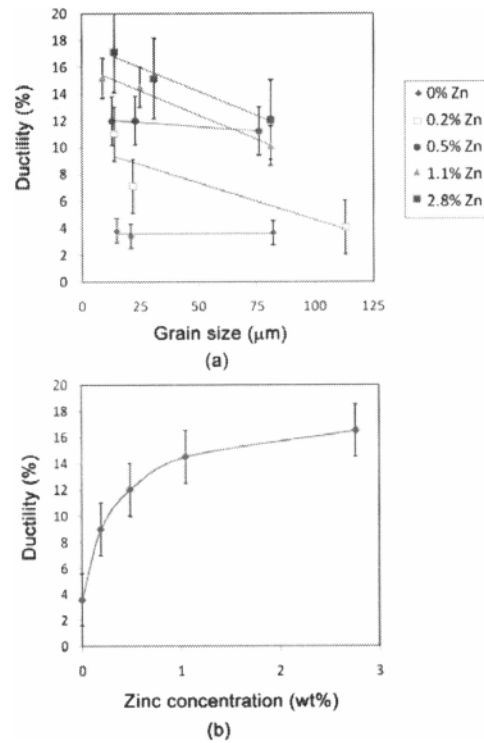 20
18
16
14
12
10
8
6
4
2
0
Ductility (%)
0 25 50 75 100 125
Grain size (μm)
(a)
0% Zn
0.2% Zn
0.5% Zn
1.1% Zn
2.8% Zn
20
18
16
14
12
10
8
6
4
2
0
Ductility (%)
0 1 2 3
Zinc concentration (wt%)
(b)